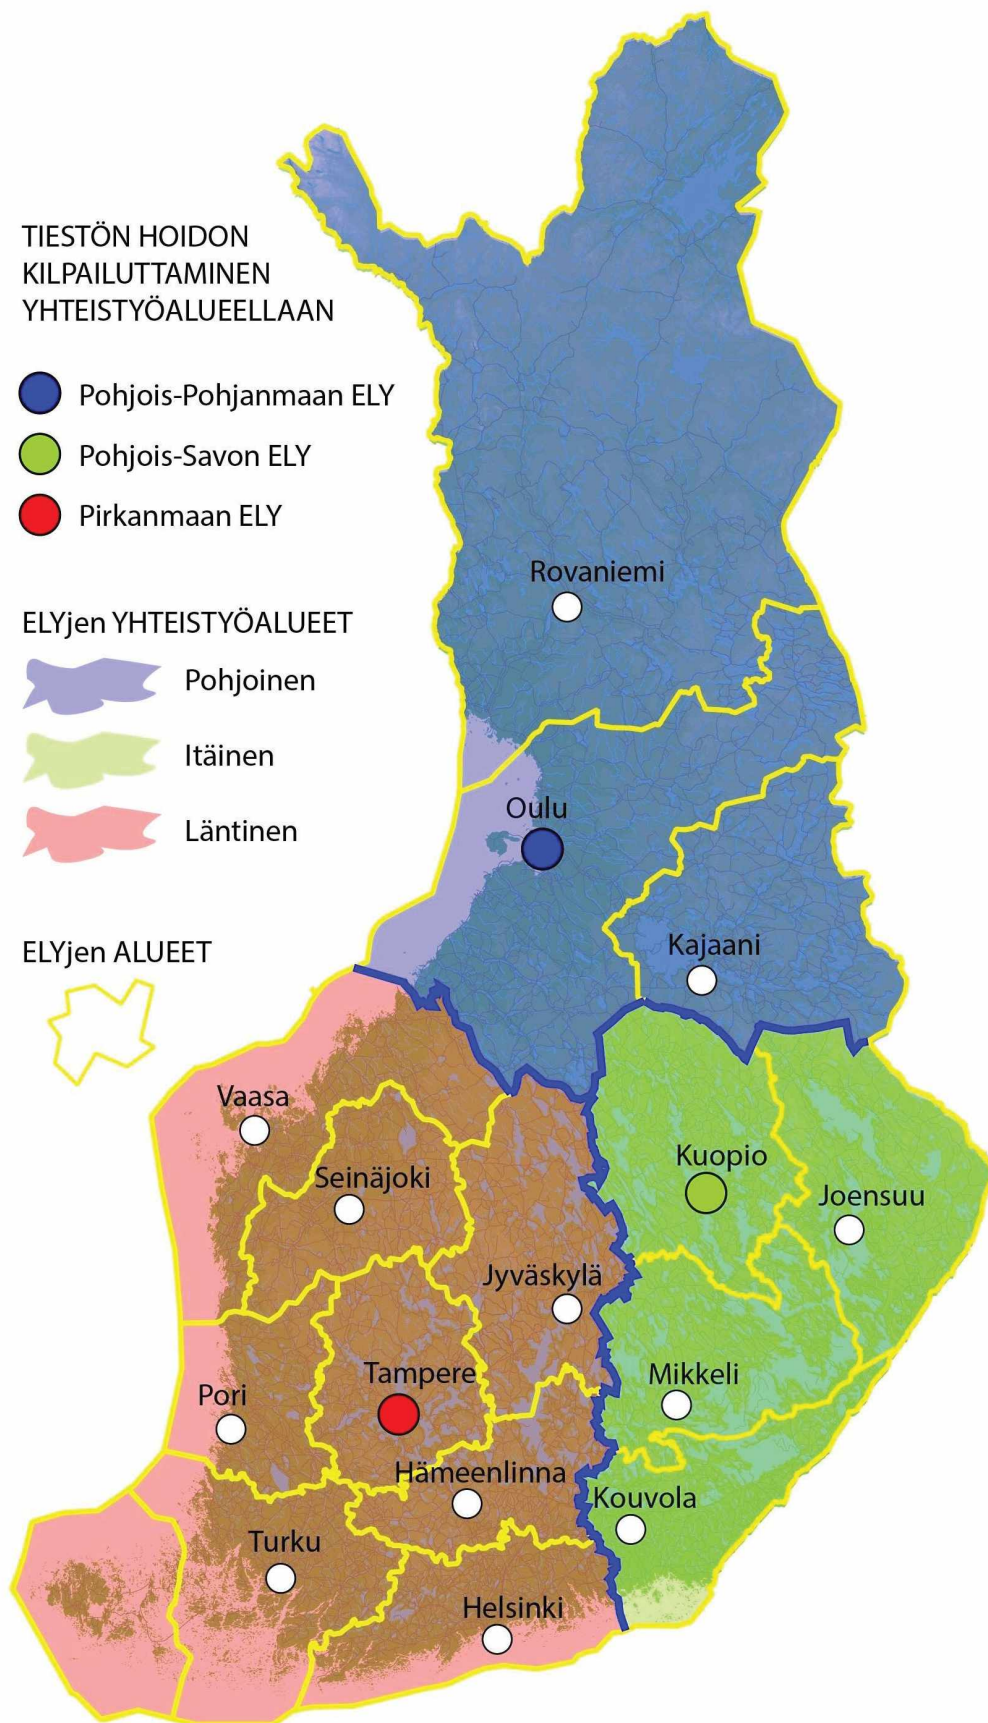 TIESTÖN HOIDON
KILPAILUTTAMINEN
YHTEISTYÖALUEELLAAN
Pohjois-Pohjanmaan ELY
Pohjois-Savon ELY
Pirkanmaan ELY
ELYjen YHTEISTYÖALUEET
Pohjoinen
Itäinen
Läntinen
ELYjen ALUEET
Rovaniemi
Oulu
Kajaani
Vaasa
Seinäjoki
Kuopio
Joensuu
Jyväskylä
Tampere
Mikkeli
Pori
Hämeenlinna
Kouvola
Turku
Helsinki